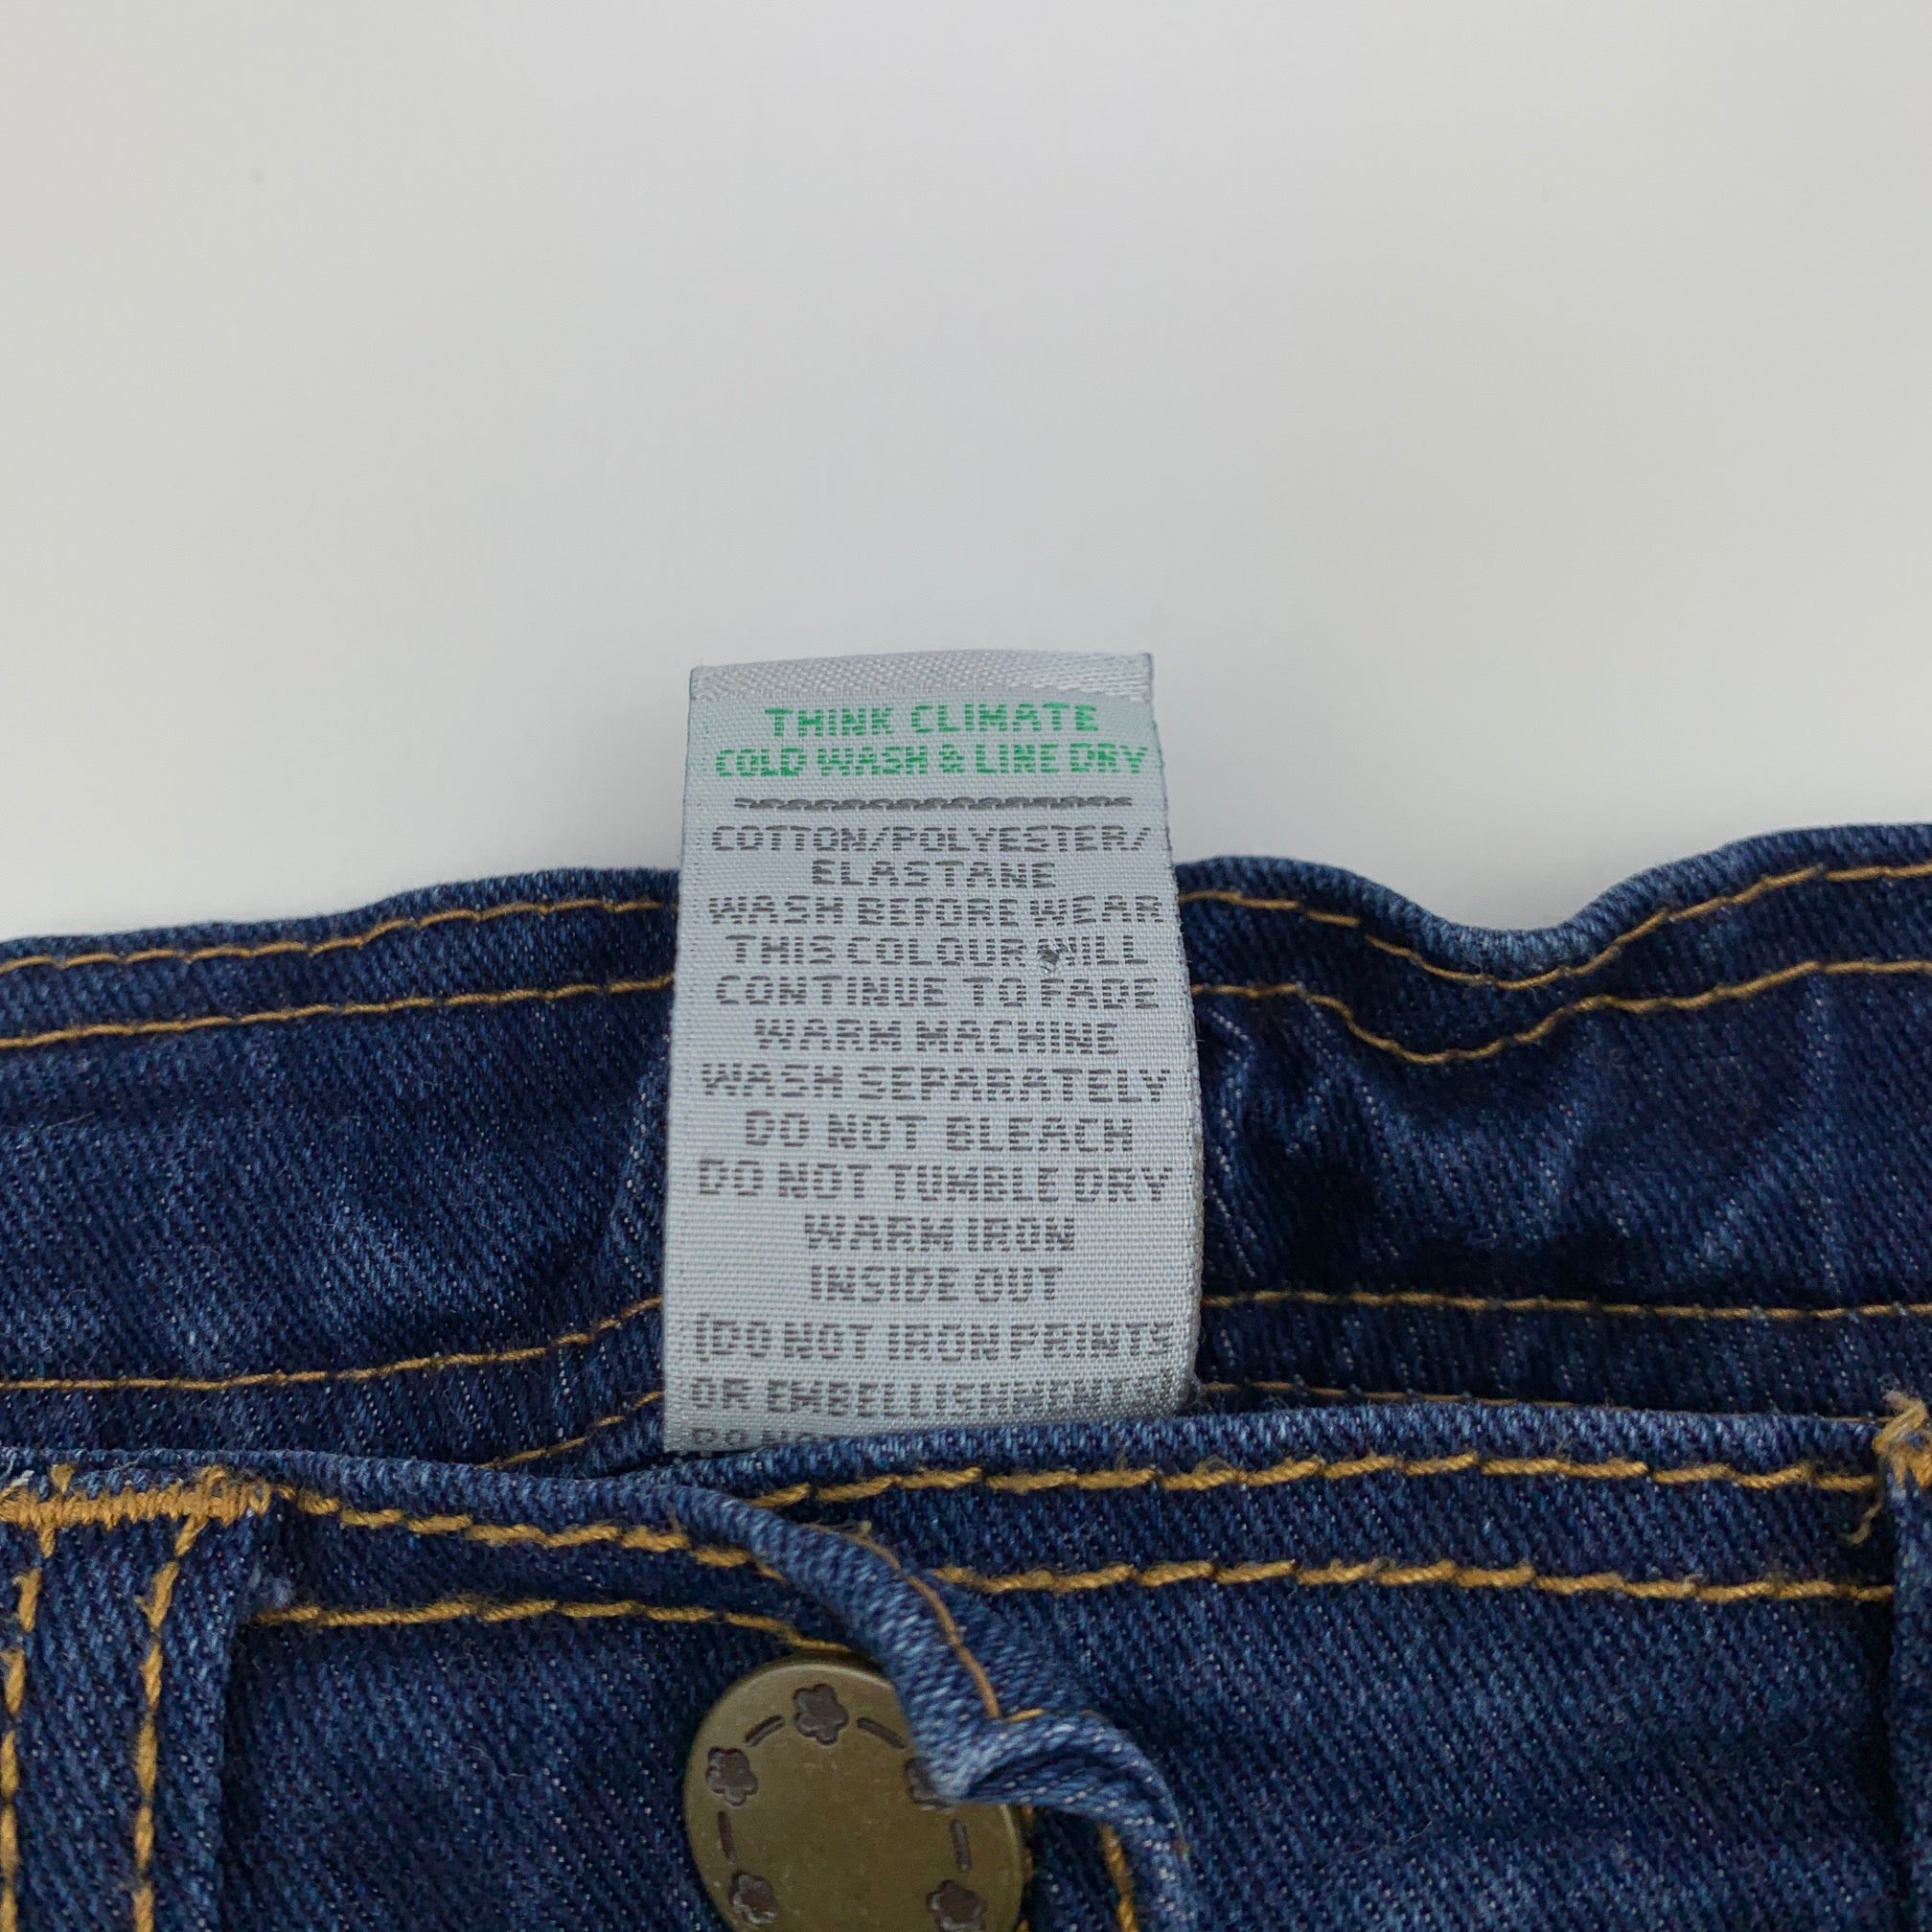 THINK CLIMATE
COLD WASH & LINE DRY
COTTON/POLYESTER/
ELASTANE
WASH BEFORE WEAR
THIS COLOUR WILL
CONTINUE TO FADE
WARM MACHINE
WASH SEPARATELY
DO NOT BLEACH
DO NOT TUMBLE DRY
WARM IRON
INSIDE OUT
(DO NOT IRON PRINTS
OR EMBELLISHMENTS)
DO